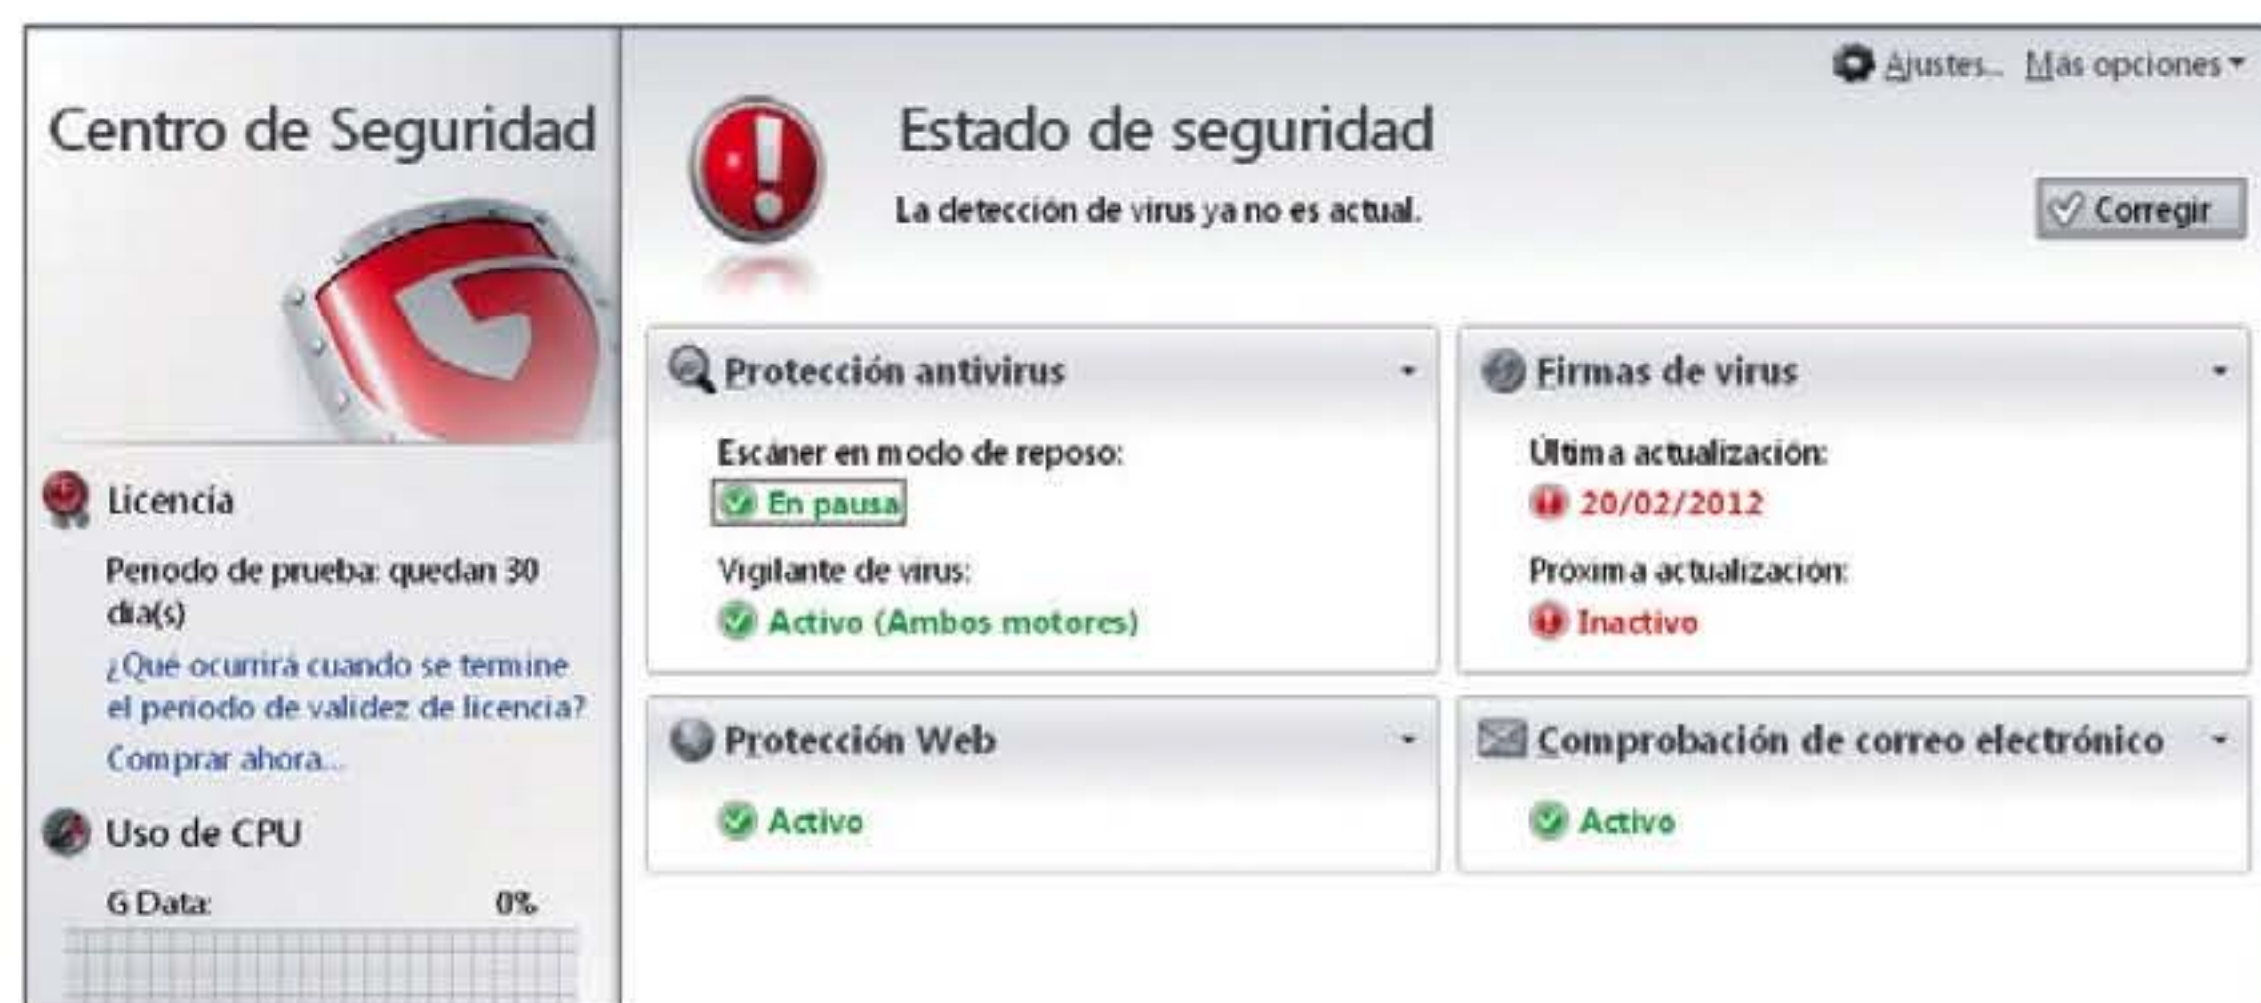 Centro de Seguridad
Licencia
Periodo de prueba: quedan 30
día(s)
¿Qué ocurrirá cuando se termine
el periodo de validez de licencia?
Comprar ahora...
Uso de CPU
G Data: 0%
Ajustes... Más opciones
Estado de seguridad
La detección de virus ya no es actual.
Corregir
Protección antivirus
Escáner en modo de reposo:
En pausa
Vigilante de virus:
Activo (Ambos motores)
Firmas de virus
Última actualización:
20/02/2012
Próxima actualización:
Inactivo
Protección Web
Activo
Comprobación de correo electrónico
Activo